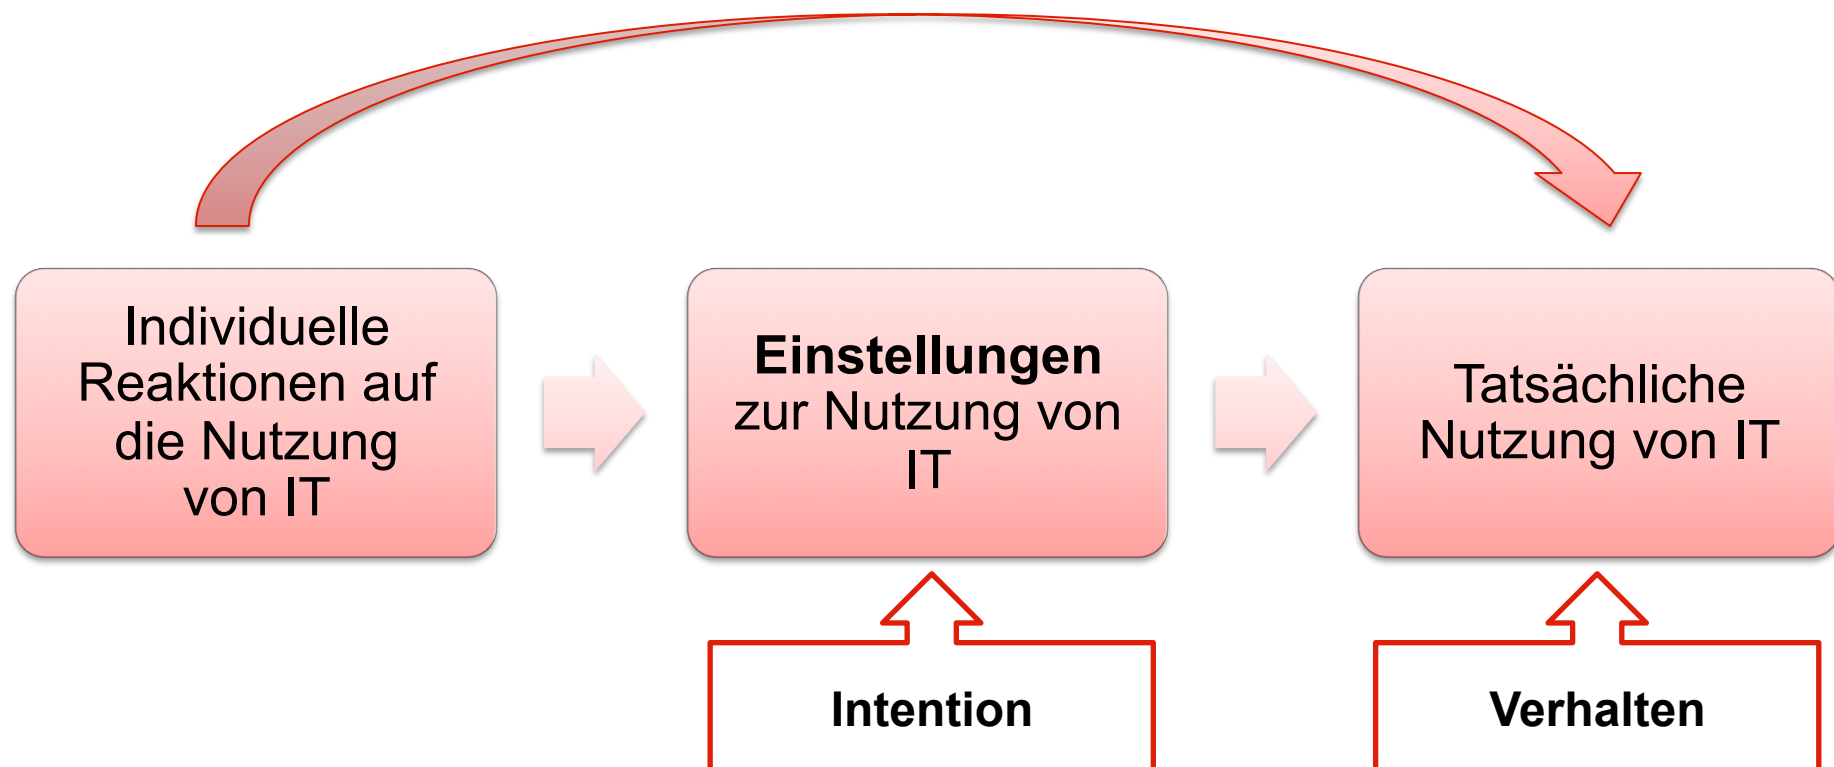 Individuelle
Reaktionen auf
die Nutzung
von IT
Einstellungen
zur Nutzung von
IT
Tatsächliche
Nutzung von IT
Intention
Verhalten